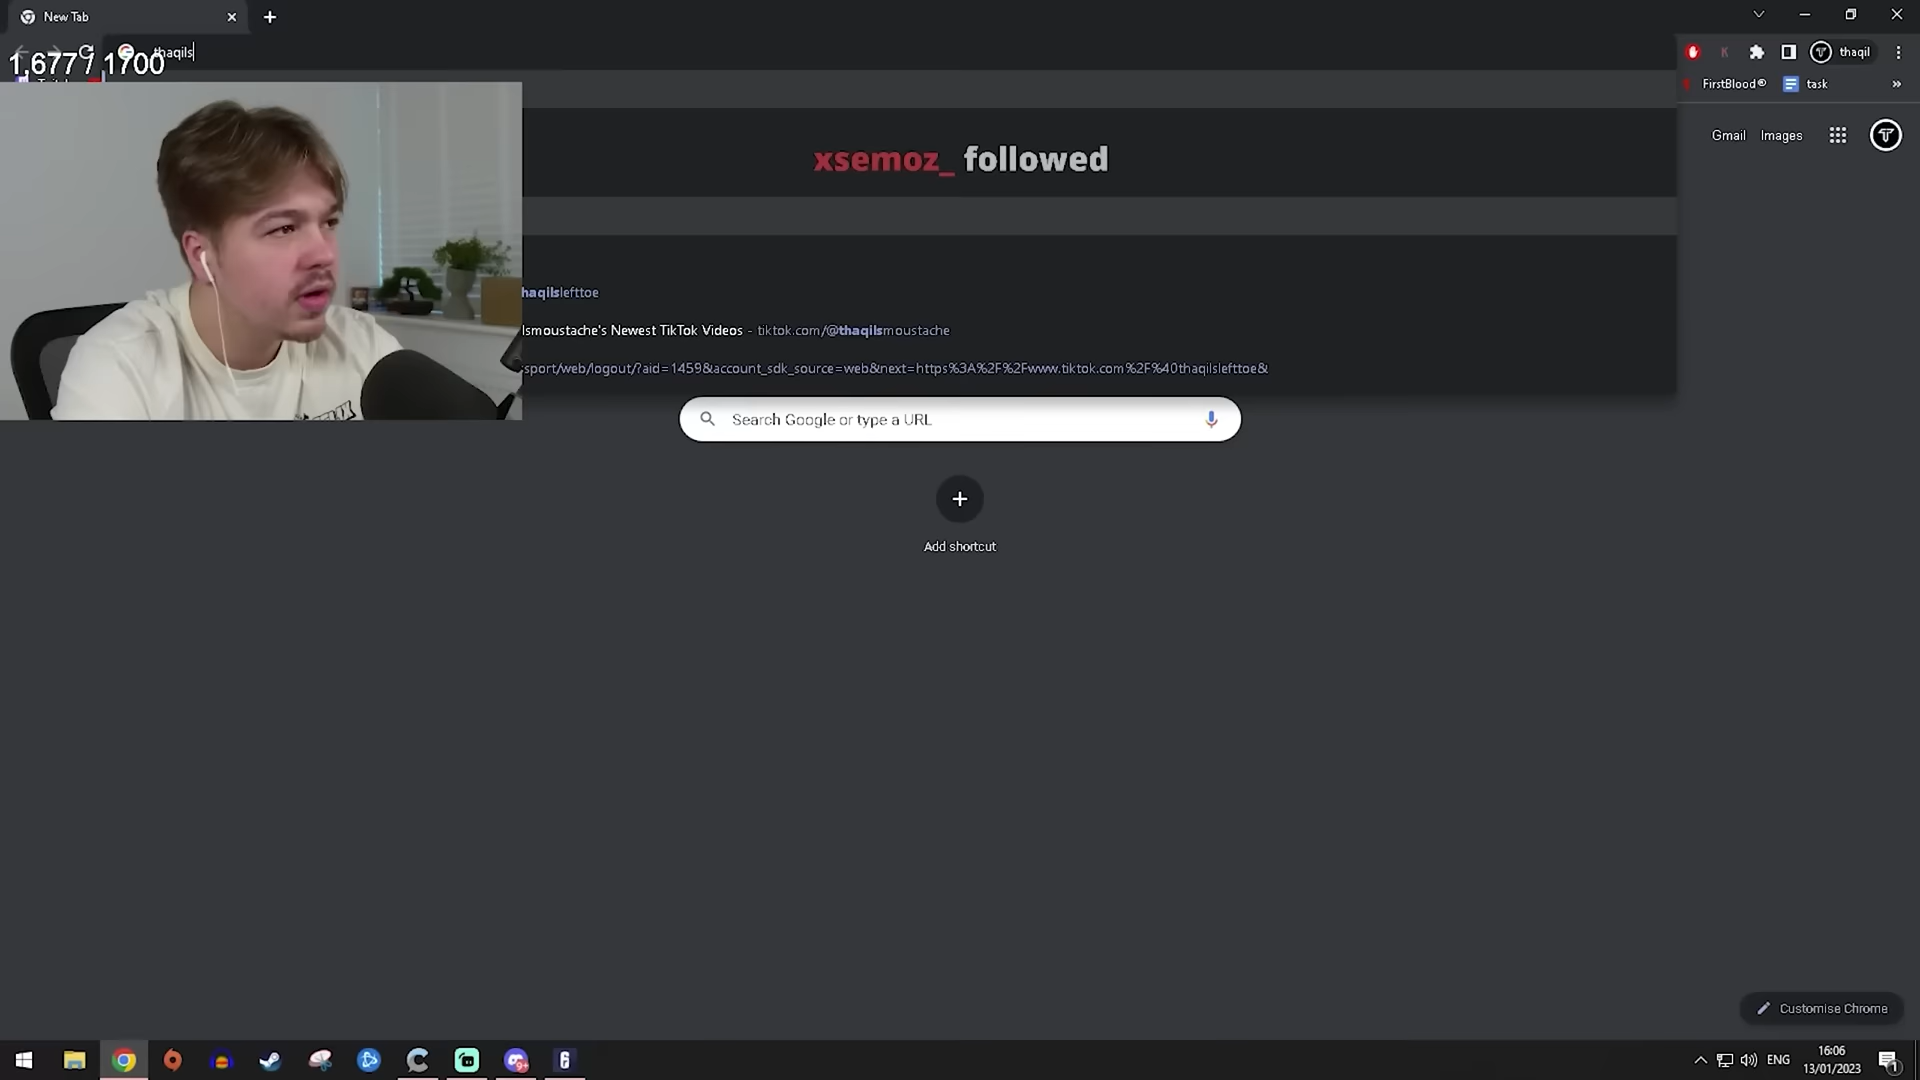 New Tab
thaqils
1,677 / 1700
thaqil
FirstBlood®
task
Gmail
Images
xsemoz_ followed
haqilslefttoe
lsmoustache's Newest TikTok Videos - tiktok.com/@thaqilsmoustache
sport/web/logout/?aid=1459&account_sdk_source=web&next=https%3A%2F%2Fwww.tiktok.com%2F%40thaqilslefttoe&
Search Google or type a URL
Add shortcut
Customise Chrome
9+
ENG
16:06
13/01/2023
1